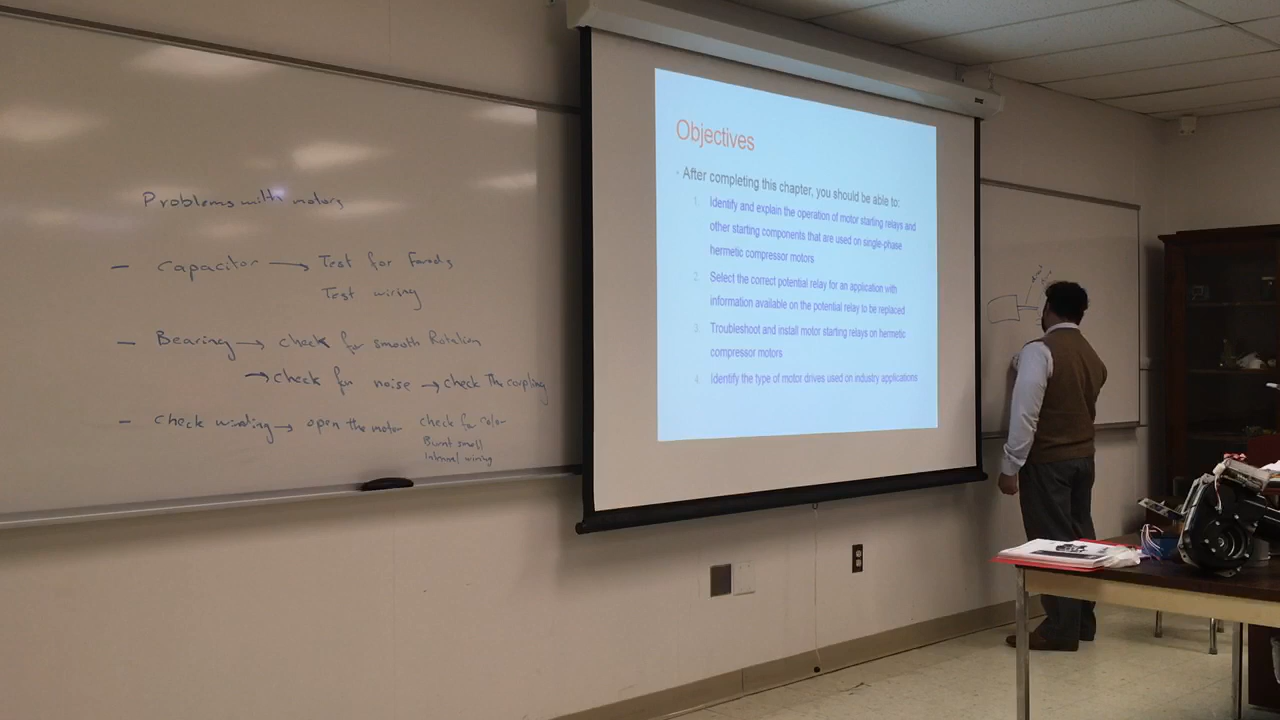 Problems with motors
– Capacitor → Test for Farads
Test wiring
– Bearing → check for smooth Rotation
→ check for noise → check The coupling
– check winding → open the motor check for color
Burnt smell
Internal wiring
Objectives
• After completing this chapter, you should be able to:
1. Identify and explain the operation of motor starting relays and
other starting components that are used on single-phase
hermetic compressor motors
2. Select the correct potential relay for an application with
information available on the potential relay to be replaced
3. Troubleshoot and install motor starting relays on hermetic
compressor motors
4. Identify the type of motor drives used on industry applications